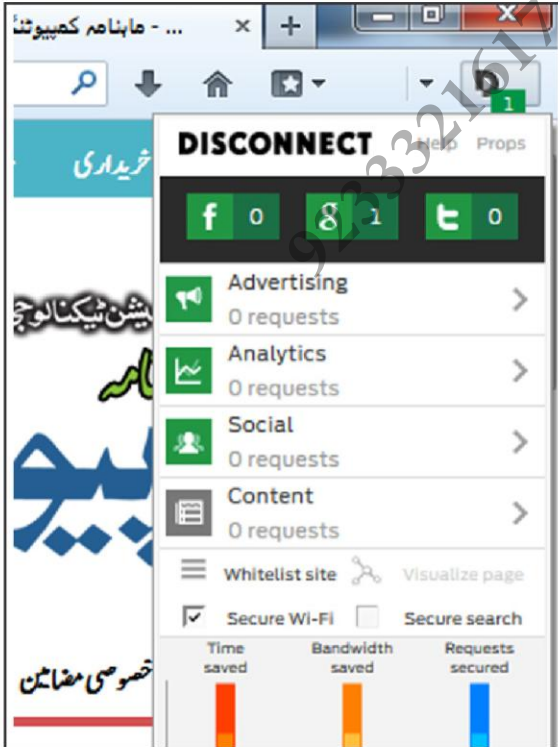 ماہنامہ کمپیوٹنگ - ...
1
خریداری
DISCONNECT Help Props
f 0 g 1 t 0
Advertising
0 requests
Analytics
0 requests
Social
0 requests
Content
0 requests
Whitelist site Visualize page
Secure Wi-Fi Secure search
Time saved Bandwidth saved Requests secured
خصوصی مضامین
92333321617